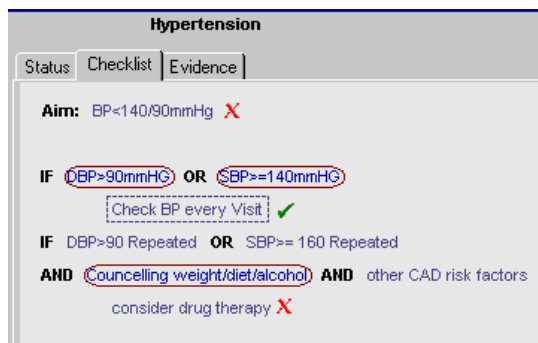 Hypertension
Status Checklist Evidence
Aim: BP<140/90mmHg X
IF DBP>90mmHG OR SBP>=140mmHG
Check BP every Visit ✓
IF DBP>90 Repeated OR SBP>= 160 Repeated
AND Councelling weight/diet/alcohol AND other CAD risk factors
consider drug therapy X